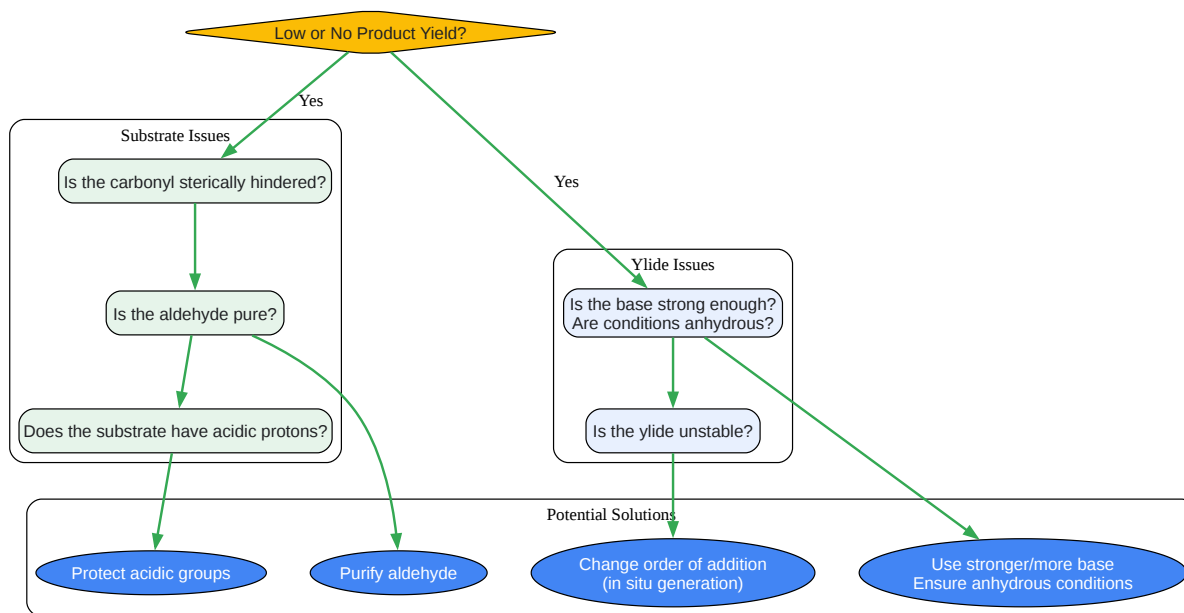 Low or No Product Yield?
Yes
Substrate Issues
Is the carbonyl sterically hindered?
Yes
Ylide Issues
Is the aldehyde pure?
Is the base strong enough?
Are conditions anhydrous?
Does the substrate have acidic protons?
Is the ylide unstable?
Potential Solutions
Protect acidic groups
Purify aldehyde
Change order of addition
(in situ generation)
Use stronger/more base
Ensure anhydrous conditions